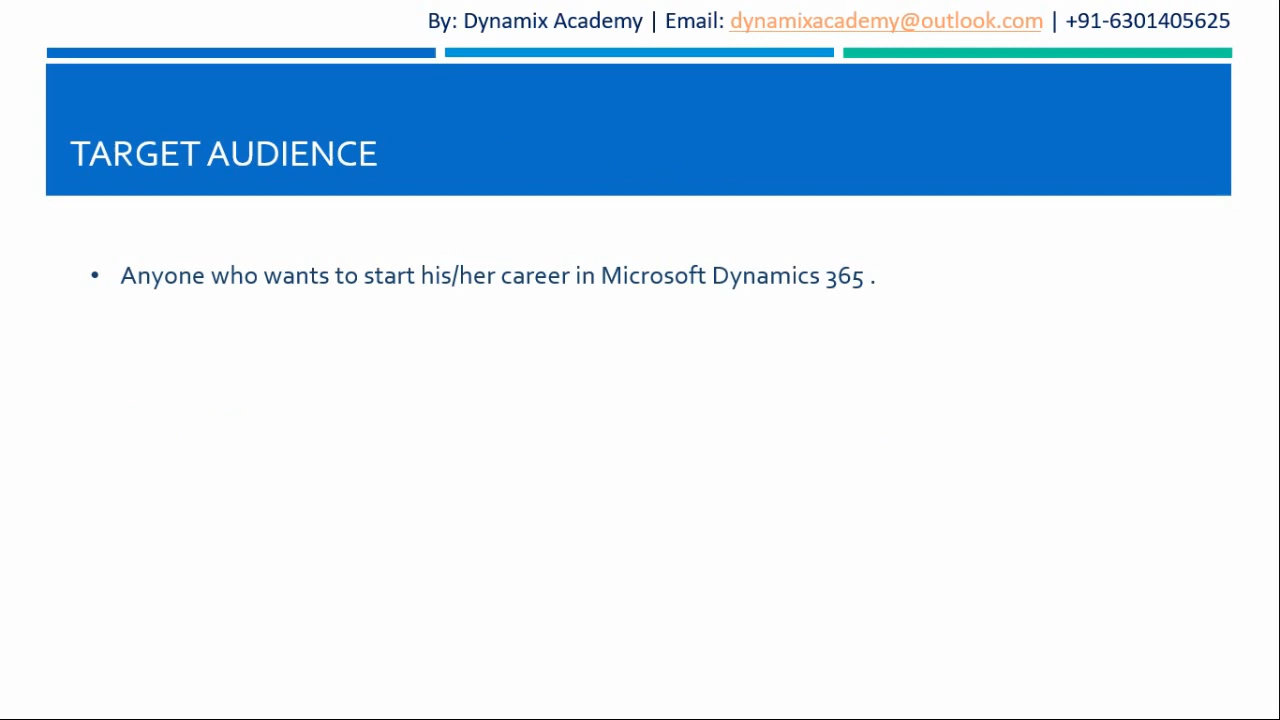 By: Dynamix Academy | Email: dynamixacademy@outlook.com | +91-6301405625
TARGET AUDIENCE
• Anyone who wants to start his/her career in Microsoft Dynamics 365 .